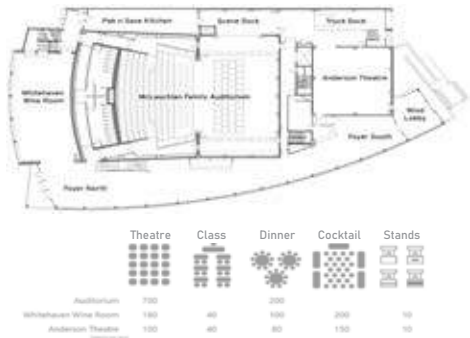 Pak n Save Kitchen
Scene Dock
Truck Dock
Whitehaven
Wine Room
McLauchlan Family Auditorium
Anderson Theatre
Wine
Lobby
Foyer South
Foyer North
Theatre Class Dinner Cocktail Stands
Auditorium 700 200
Whitehaven Wine Room 160 40 100 200 10
Anderson Theatre 100 40 80 150 10